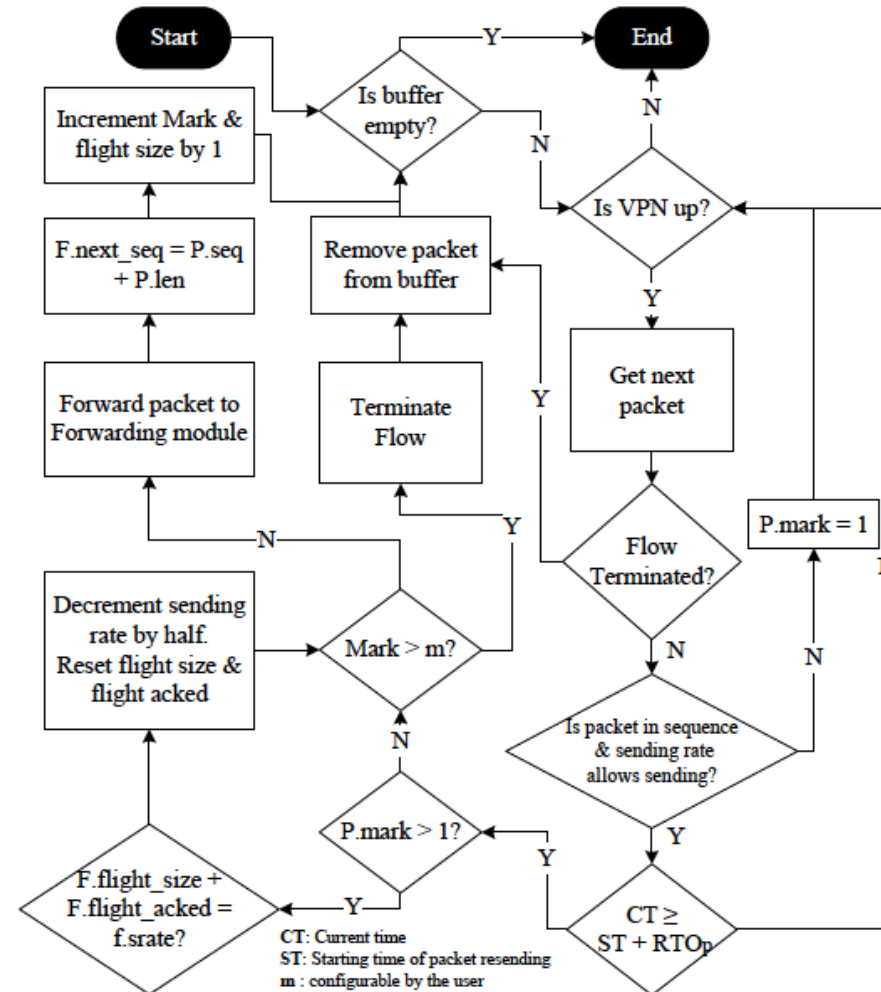 Start
Y
End
Is buffer
empty?
N
N
Increment Mark &
flight size by 1
Is VPN up?
F.next_seq = P.seq
+ P.len
Remove packet
from buffer
Y
Get next
packet
Forward packet to
Forwarding module
Terminate
Flow
Y
P.mark = 1
N
Y
Flow
Terminated?
Decrement sending
rate by half.
Reset flight size &
flight acked
Mark > m?
N
N
Is packet in sequence
& sending rate
allows sending?
N
P.mark > 1?
Y
Y
F.flight_size +
F.flight_acked =
f.srate?
Y
CT ≥
ST + RTOp
CT: Current time
ST: Starting time of packet resending
m : configurable by the user